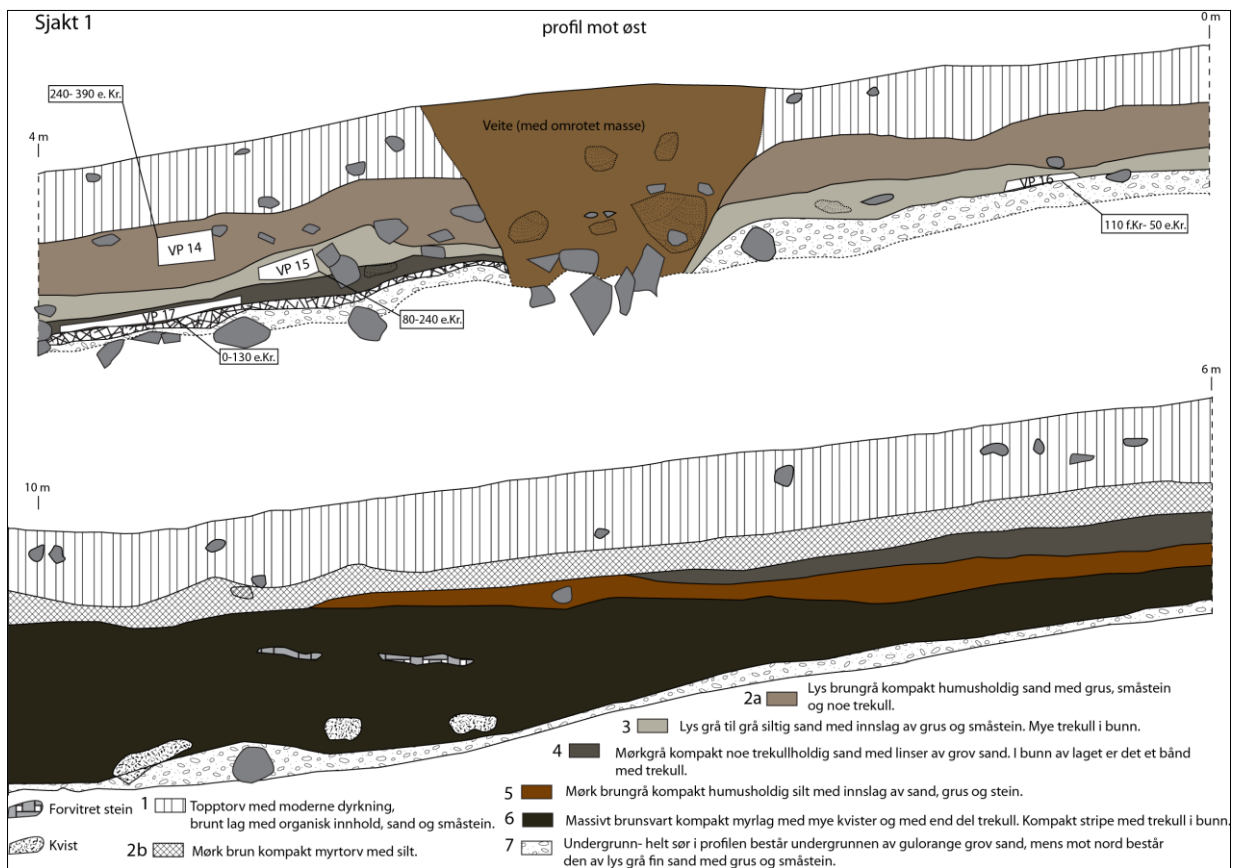 Sjakt 1
profil mot øst
0 m
240- 390 e. Kr.
4 m
Veite (med omrotet masse)
VP 16
110 f.Kr- 50 e.Kr.
VP 14
VP 15
80-240 e.Kr.
VP 17
0-130 e.Kr.
6 m
10 m
2a Lys brungrå kompakt humusholdig sand med grus, småstein
og noe trekull.
3 Lys grå til grå siltig sand med innslag av grus og småstein. Mye trekull i bunn.
4 Mørkgrå kompakt noe trekullholdig sand med linser av grov sand. I bunn av laget er det et bånd
med trekull.
5 Mørk brungrå kompakt humusholdig silt med innslag av sand, grus og stein.
6 Massivt brunsvart kompakt myrlag med mye kvister og med end del trekull. Kompakt stripe med trekull i bunn.
7 Undergrunn- helt sør i profilen består undergrunnen av gulorange grov sand, mens mot nord består
den av lys grå fin sand med grus og småstein.
Forvitret stein
Kvist
1 Topptorv med moderne dyrkning,
brunt lag med organisk innhold, sand og småstein.
2b Mørk brun kompakt myrtorv med silt.